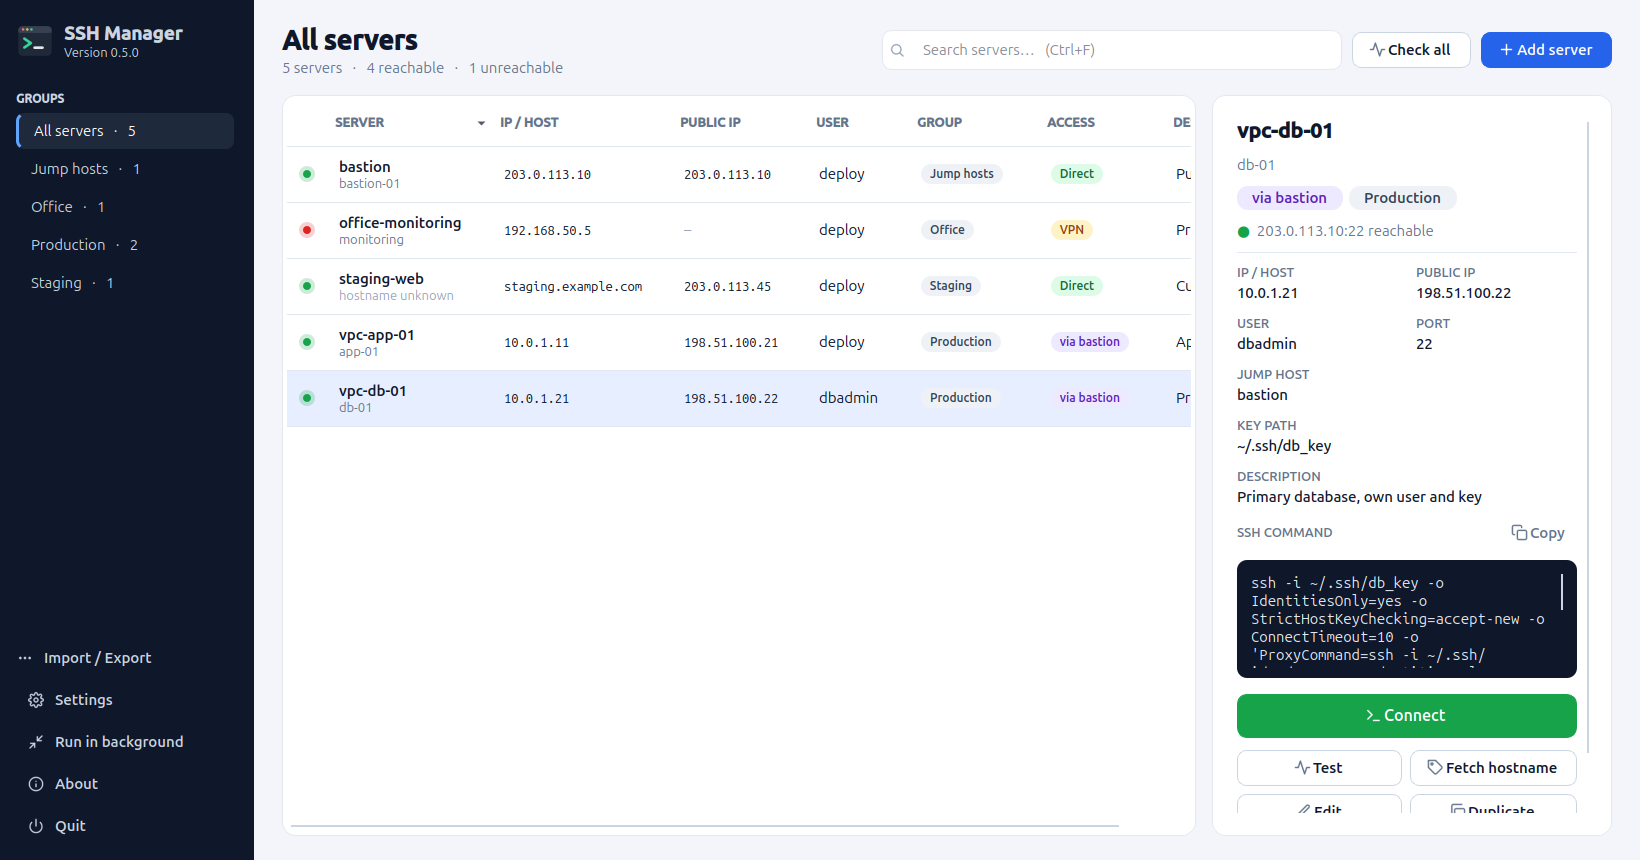 SSH Manager
Version 0.5.0
GROUPS
All servers · 5
Jump hosts · 1
Office · 1
Production · 2
Staging · 1
Import / Export
Settings
Run in background
About
Quit
All servers
5 servers · 4 reachable · 1 unreachable
Search servers… (Ctrl+F)
Check all
+ Add server
SERVER IP / HOST PUBLIC IP USER GROUP ACCESS DE
bastion
bastion-01
203.0.113.10 203.0.113.10 deploy Jump hosts Direct Pu
office-monitoring
monitoring
192.168.50.5 – deploy Office VPN Pr
staging-web
hostname unknown
staging.example.com 203.0.113.45 deploy Staging Direct Cu
vpc-app-01
app-01
10.0.1.11 198.51.100.21 deploy Production via bastion Ap
vpc-db-01
db-01
10.0.1.21 198.51.100.22 dbadmin Production via bastion Pr
vpc-db-01
db-01
via bastion Production
203.0.113.10:22 reachable
IP / HOST PUBLIC IP
10.0.1.21 198.51.100.22
USER PORT
dbadmin 22
JUMP HOST
bastion
KEY PATH
~/.ssh/db_key
DESCRIPTION
Primary database, own user and key
SSH COMMAND Copy
ssh -i ~/.ssh/db_key -o
IdentitiesOnly=yes -o
StrictHostKeyChecking=accept-new -o
ConnectTimeout=10 -o
'ProxyCommand=ssh -i ~/.ssh/
Connect
Test Fetch hostname
Edit Duplicate